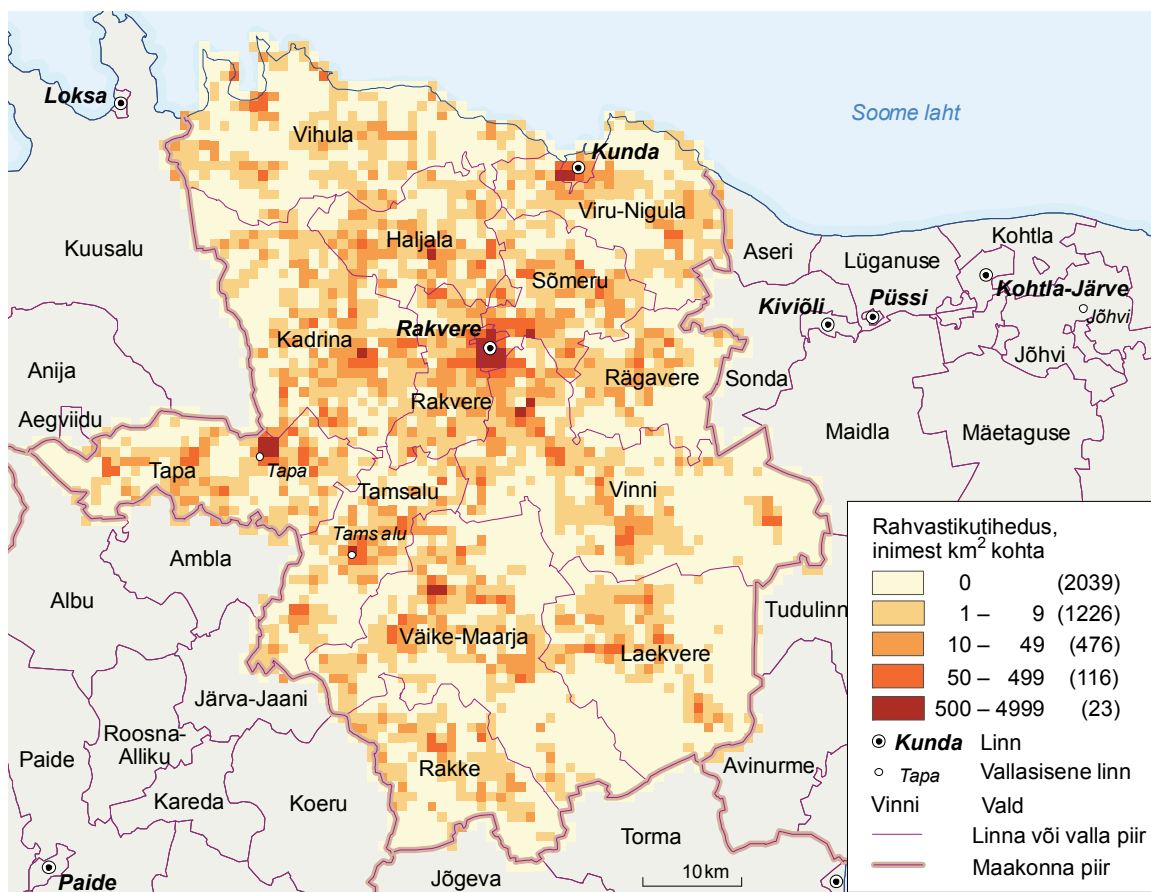 Loksa
Soome laht
Vihula
Kunda
Viru-Nigula
Kuusalu
Haljala
Aseri
Kohtla
Lüganuse
Sõmeru
Kohtla-Järve
Kiviõli
Püssi
Jõhvi
Rakvere
Kadrina
Jõhvi
Anija
Rägavere
Sonda
Rakvere
Aegviidu
Maidla
Mäetaguse
Tapa
Tapa
Tamsalu
Vinni
Tamsalu
Ambla
Albu
Tudulinn
Väike-Maarja
Laekvere
Järva-Jaani
Roosna-
Alliku
Paide
Rakke
Avinurme
Kareda
Koeru
Torma
Paide
Jõgeva
10 km
Rahvastikutihedus,
inimest km² kohta
0 (2039)
1 – 9 (1226)
10 – 49 (476)
50 – 499 (116)
500 – 4999 (23)
Kunda Linn
Tapa Vallasisene linn
Vinni Vald
Linna või valla piir
Maakonna piir